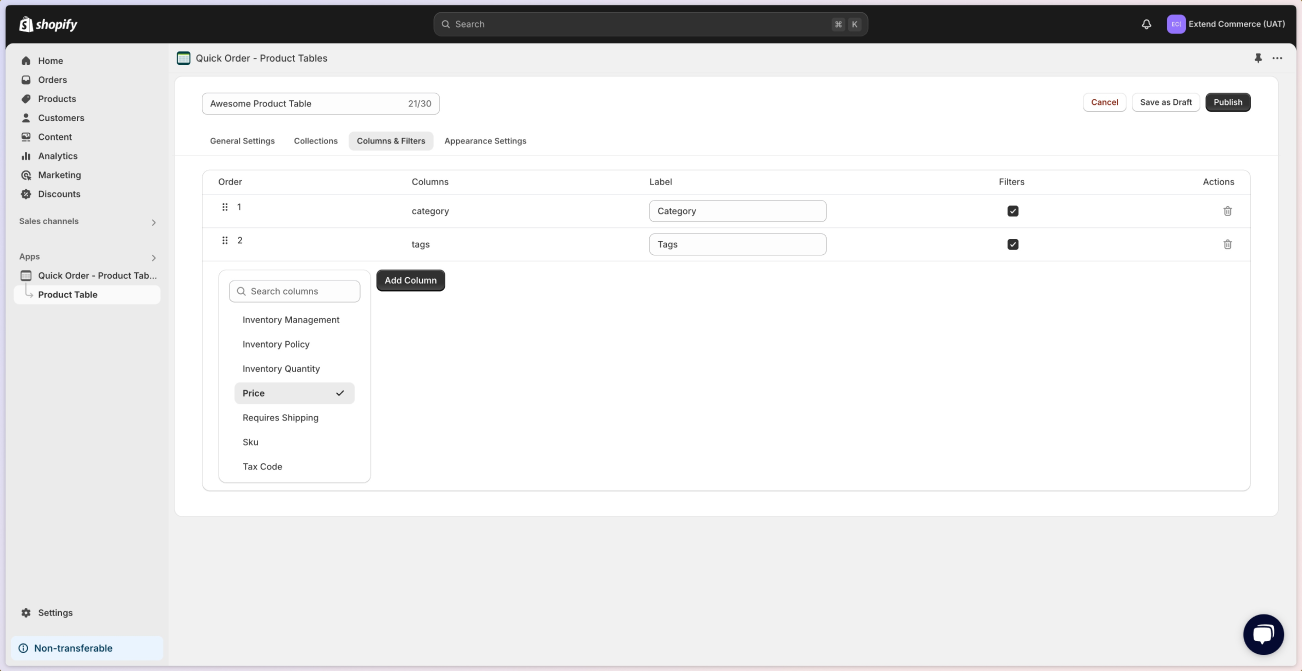 shopify
Search
⌘ K
ECI
Extend Commerce (UAT)
Home
Orders
Products
Customers
Content
Analytics
Marketing
Discounts
Sales channels
Apps
Quick Order - Product Tab...
Product Table
Settings
Non-transferable
Quick Order - Product Tables
Awesome Product Table 21/30
Cancel Save as Draft Publish
General Settings Collections Columns & Filters Appearance Settings
Order Columns Label Filters Actions
1 category Category
2 tags Tags
Search columns
Add Column
Inventory Management
Inventory Policy
Inventory Quantity
Price
Requires Shipping
Sku
Tax Code